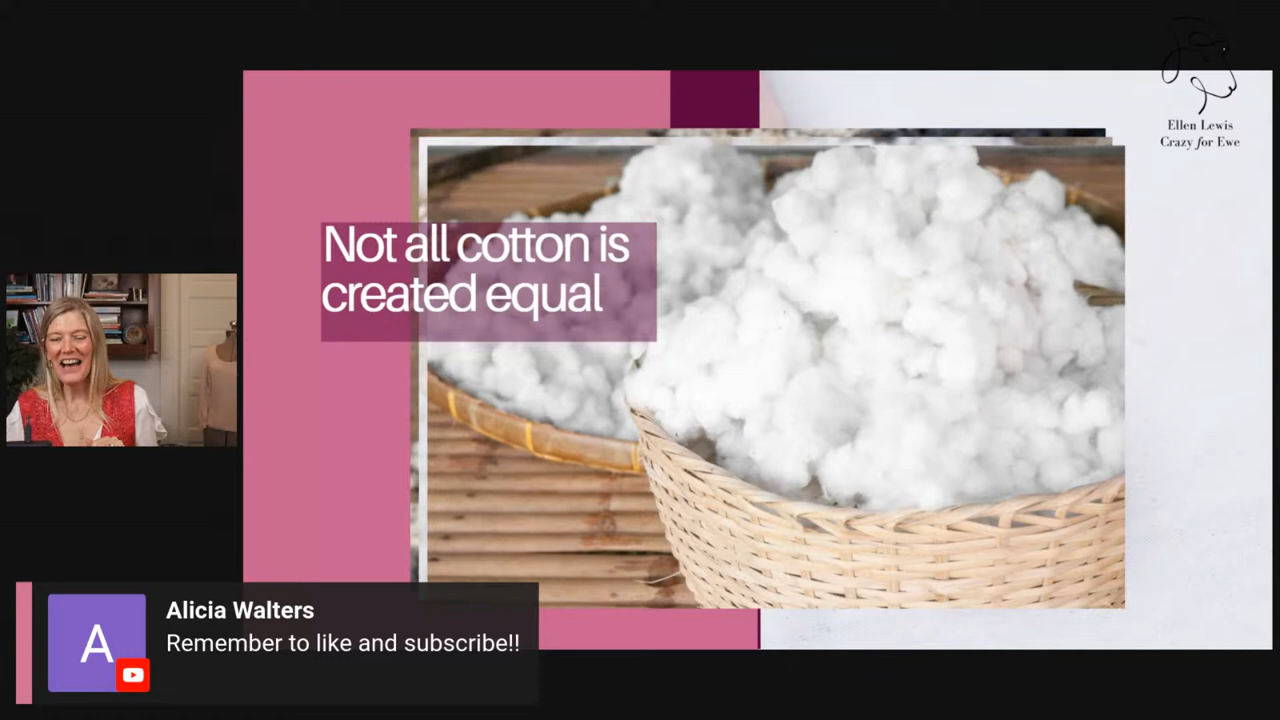 Ellen Lewis
Crazy for Ewe
Not all cotton is
created equal
A
Alicia Walters
Remember to like and subscribe!!